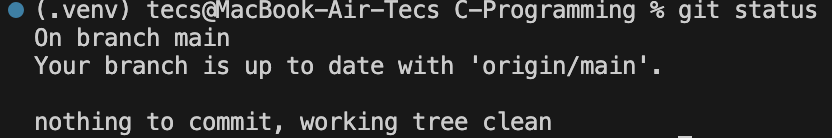 (.venv) tecs@MacBook-Air-Tecs C-Programming % git status
On branch main
Your branch is up to date with 'origin/main'.
nothing to commit, working tree clean